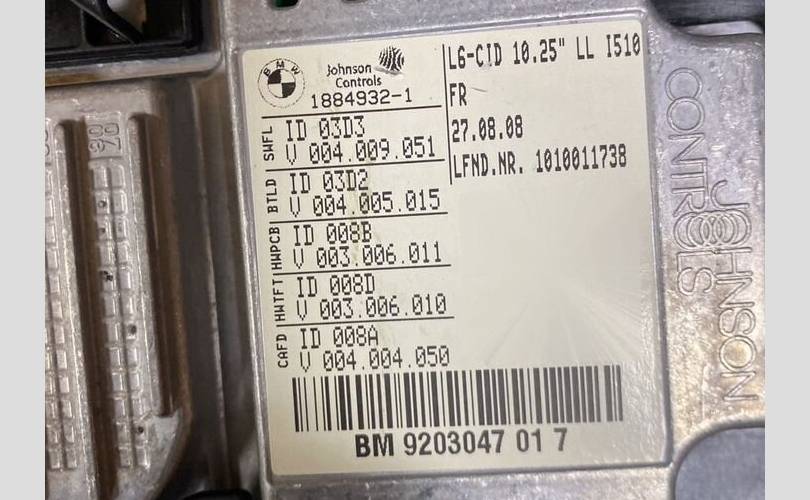 BMW
Johnson
Controls
1884932-1
L6-CID 10.25" LL I510
FR
27.08.08
LFND.NR. 1010011738
SWFL
ID 03D3
V 004.009.051
BTLD
ID 03D2
V 004.005.015
HWPCB
ID 008B
V 003.006.011
HWTFT
ID 008D
V 003.006.010
CAFD
ID 008A
V 004.004.050
BM 9203047 01 7
JOHNSON
CONTROLS